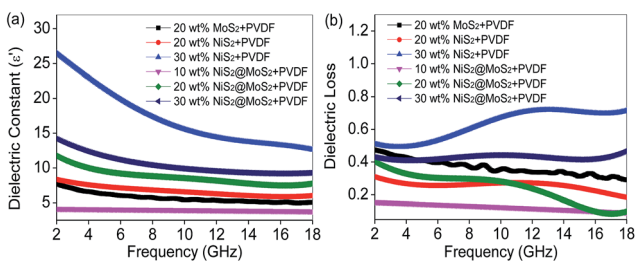 (a)
30
25
20
15
10
5
Dielectric Constant (ε')
20 wt% MoS₂+PVDF
20 wt% NiS₂+PVDF
30 wt% NiS₂+PVDF
10 wt% NiS₂@MoS₂+PVDF
20 wt% NiS₂@MoS₂+PVDF
30 wt% NiS₂@MoS₂+PVDF
2 4 6 8 10 12 14 16 18
Frequency (GHz)
(b)
1.2
0.8
0.4
0.2
Dielectric Loss
20 wt% MoS₂+PVDF
20 wt% NiS₂+PVDF
30 wt% NiS₂+PVDF
10 wt% NiS₂@MoS₂+PVDF
20 wt% NiS₂@MoS₂+PVDF
30 wt% NiS₂@MoS₂+PVDF
2 4 6 8 10 12 14 16 18
Frequency (GHz)